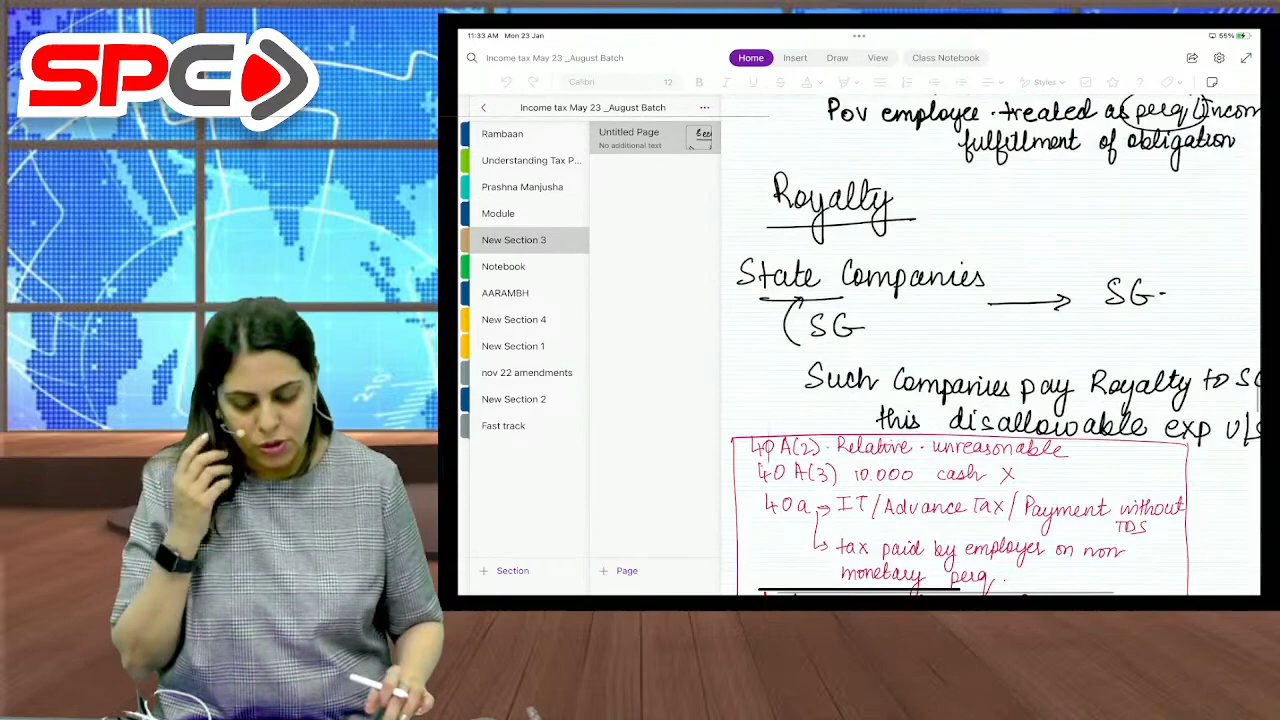 SPC
11:33 AM Mon 23 Jan
55%
Income tax May 23 _August Batch
Home Insert Draw View Class Notebook
Calibri 12 B I U Styles
Income tax May 23 _August Batch
Rambaan
Understanding Tax P...
Prashna Manjusha
Module
New Section 3
Notebook
AARAMBH
New Section 4
New Section 1
nov 22 amendments
New Section 2
Fast track
+ Section
Untitled Page
No additional text
+ Page
Pov employee . treated as (perq/) Incom
fulfillment of obligation
Royalty
State Companies → SG.
(SG
Such Companies pay Royalty to SG
this disallowable exp u/s
40A(2) . Relative . unreasonable
40A(3) 10.000 cash X
40a → IT/Advance Tax/Payment without
TDS
↳ tax paid by employer on non
monetary perq.